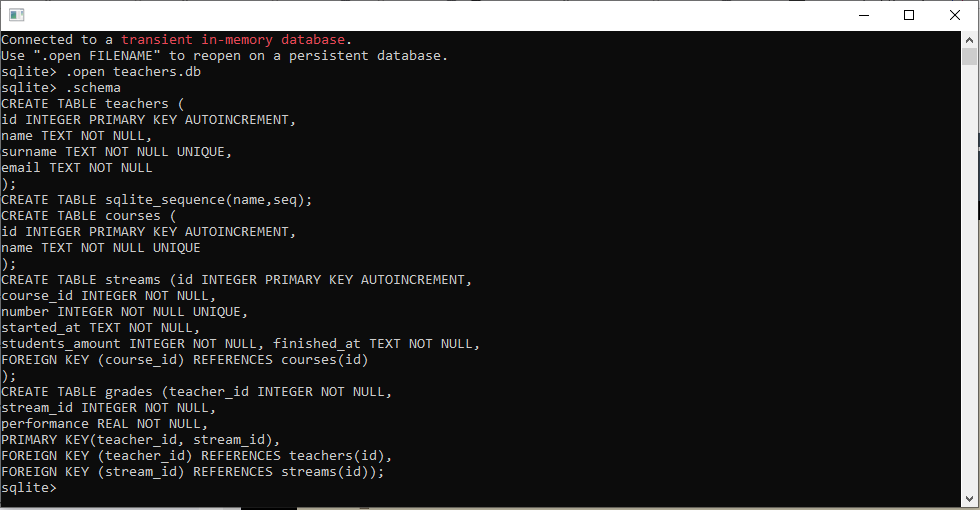 Connected to a transient in-memory database.
Use ".open FILENAME" to reopen on a persistent database.
sqlite> .open teachers.db
sqlite> .schema
CREATE TABLE teachers (
id INTEGER PRIMARY KEY AUTOINCREMENT,
name TEXT NOT NULL,
surname TEXT NOT NULL UNIQUE,
email TEXT NOT NULL
);
CREATE TABLE sqlite_sequence(name,seq);
CREATE TABLE courses (
id INTEGER PRIMARY KEY AUTOINCREMENT,
name TEXT NOT NULL UNIQUE
);
CREATE TABLE streams (id INTEGER PRIMARY KEY AUTOINCREMENT,
course_id INTEGER NOT NULL,
number INTEGER NOT NULL UNIQUE,
started_at TEXT NOT NULL,
students_amount INTEGER NOT NULL, finished_at TEXT NOT NULL,
FOREIGN KEY (course_id) REFERENCES courses(id)
);
CREATE TABLE grades (teacher_id INTEGER NOT NULL,
stream_id INTEGER NOT NULL,
performance REAL NOT NULL,
PRIMARY KEY(teacher_id, stream_id),
FOREIGN KEY (teacher_id) REFERENCES teachers(id),
FOREIGN KEY (stream_id) REFERENCES streams(id));
sqlite>